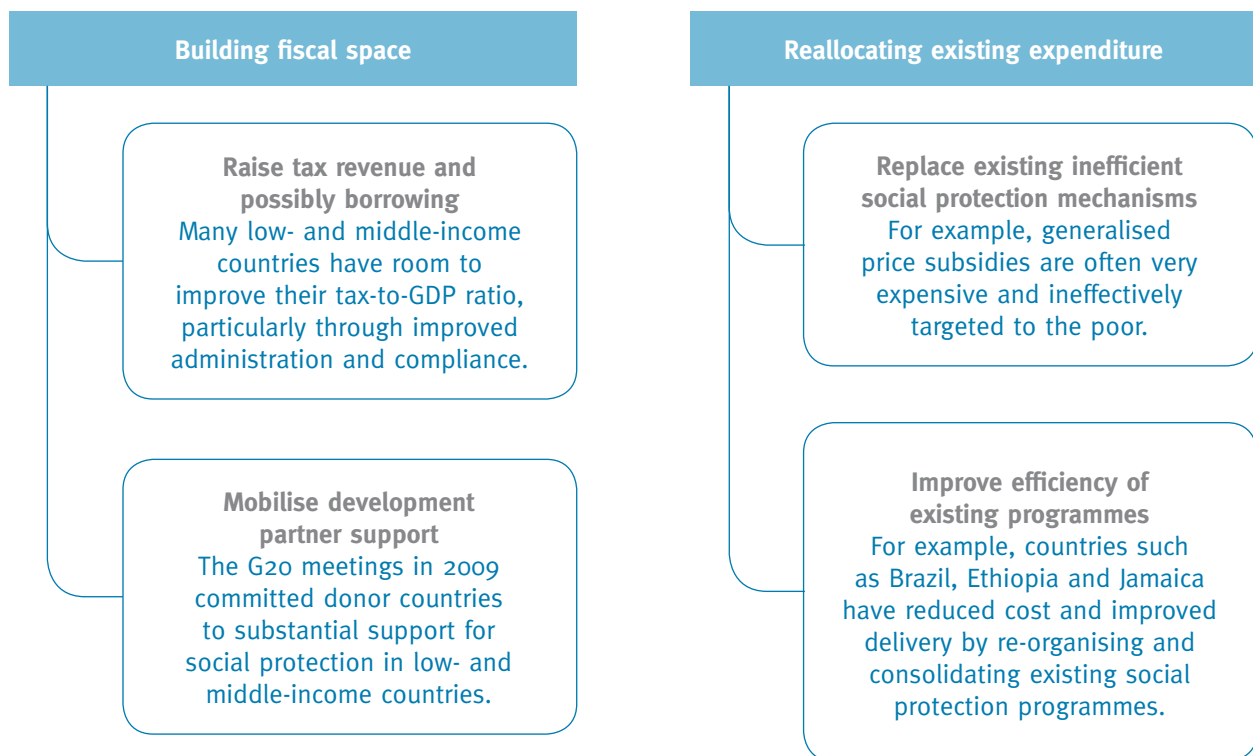 Building fiscal space
Raise tax revenue and
possibly borrowing
Many low- and middle-income
countries have room to
improve their tax-to-GDP ratio,
particularly through improved
administration and compliance.
Mobilise development
partner support
The G20 meetings in 2009
committed donor countries
to substantial support for
social protection in low- and
middle-income countries.
Reallocating existing expenditure
Replace existing inefficient
social protection mechanisms
For example, generalised
price subsidies are often very
expensive and ineffectively
targeted to the poor.
Improve efficiency of
existing programmes
For example, countries such
as Brazil, Ethiopia and Jamaica
have reduced cost and improved
delivery by re-organising and
consolidating existing social
protection programmes.